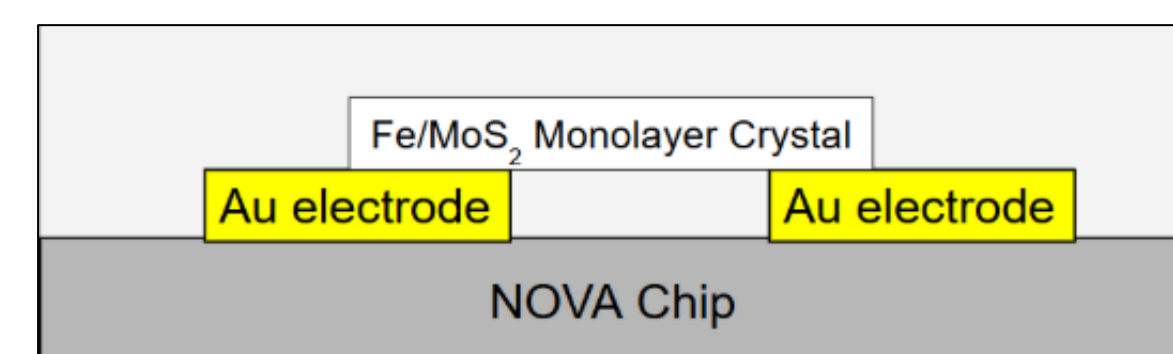 Fe/MoS₂ Monolayer Crystal
Au electrode Au electrode
NOVA Chip